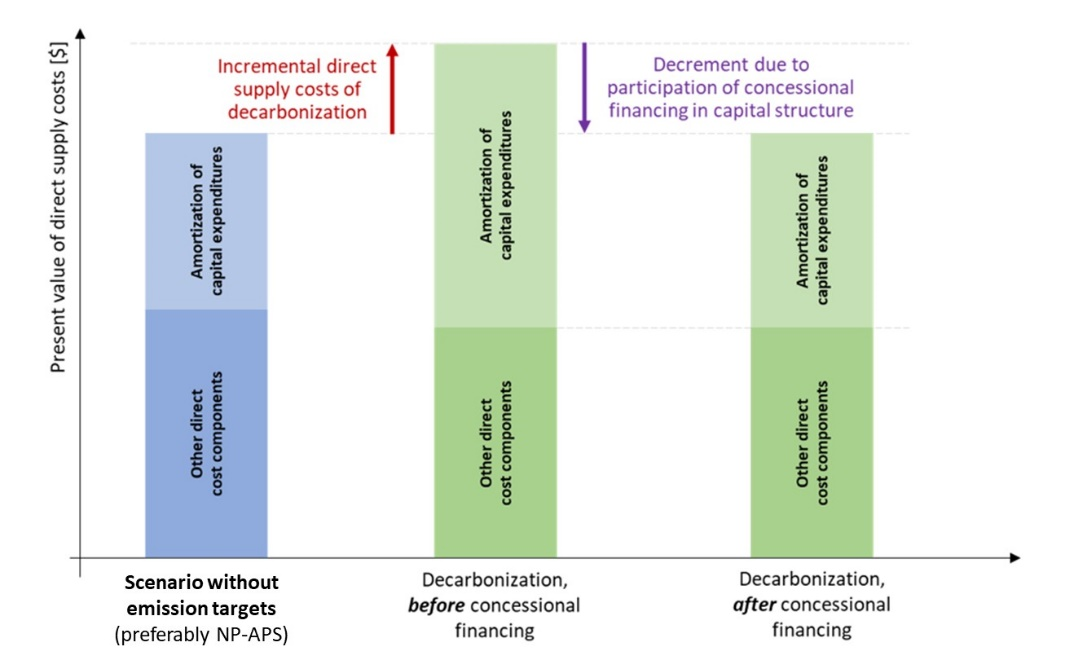 Present value of direct supply costs [$]
Incremental direct
supply costs of
decarbonization
Decrement due to
participation of concessional
financing in capital structure
Amortization of
capital expenditures
Other direct
cost components
Amortization of
capital expenditures
Other direct
cost components
Amortization of
capital expenditures
Other direct
cost components
Scenario without
emission targets
(preferably NP-APS)
Decarbonization,
before concessional
financing
Decarbonization,
after concessional
financing